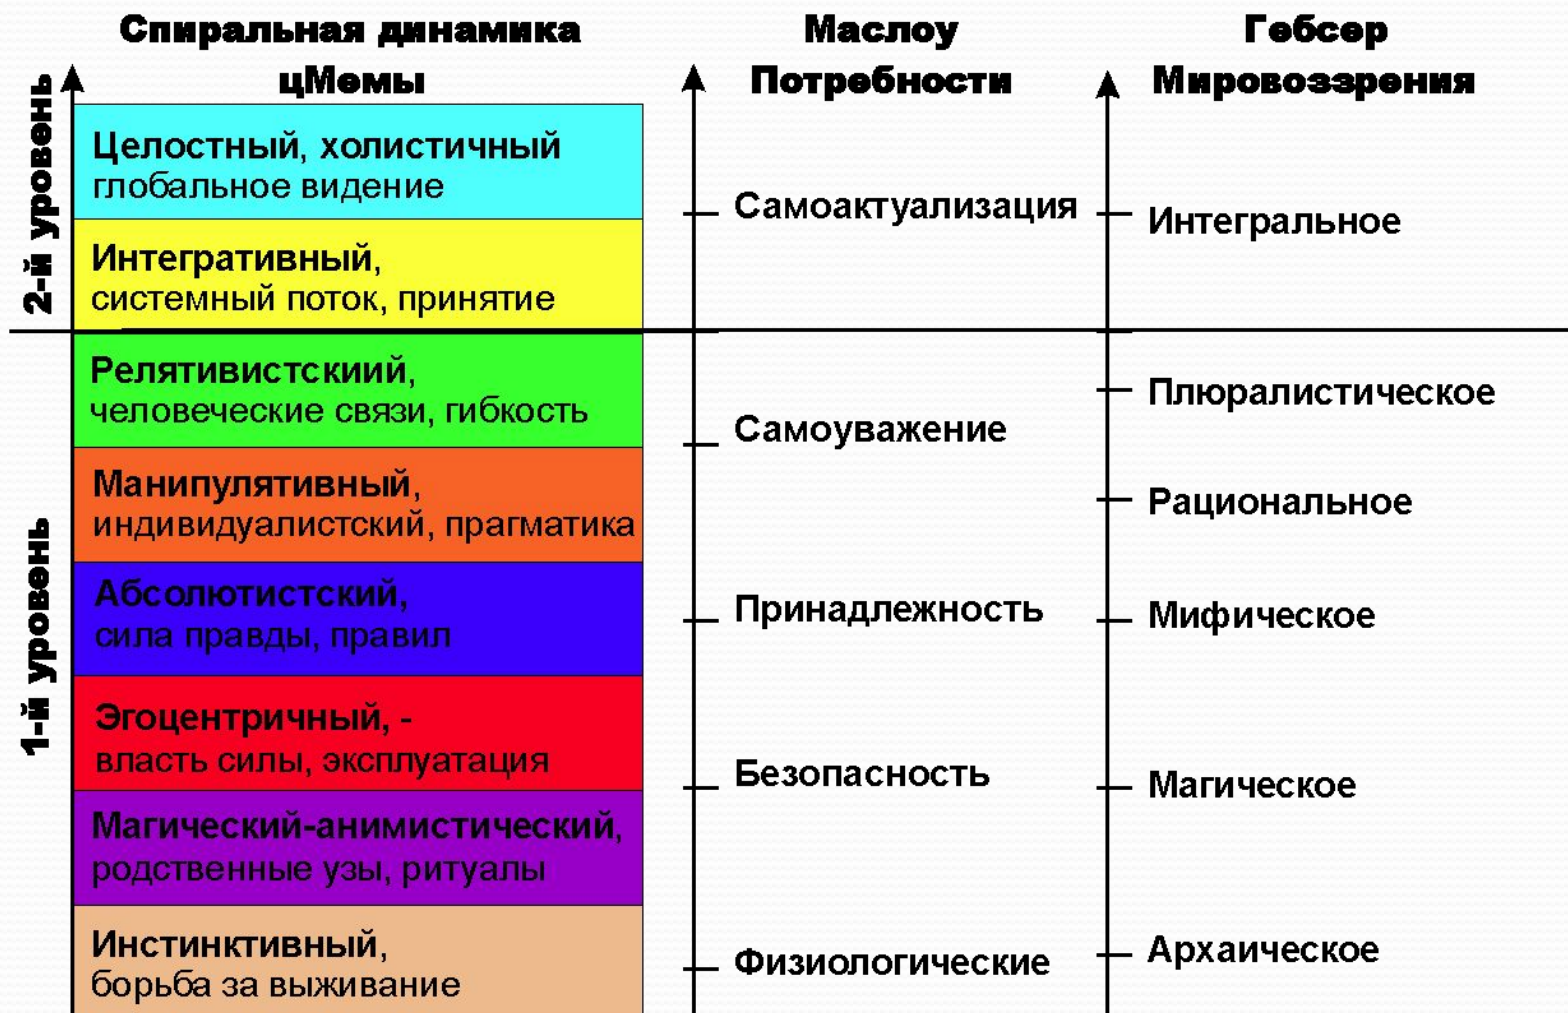 Спиральная динамика
цМемы
Маслоу
Потребности
Гебсер
Мировоззрения
2-й уровень
1-й уровень
Целостный, холистичный
глобальное видение
Интегративный,
системный поток, принятие
Релятивисткиий,
человеческие связи, гибкость
Манипулятивный,
индивидуалистский, прагматика
Абсолютистский,
сила правды, правил
Эгоцентричный, -
власть силы, эксплуатация
Магический-анимистический,
родственные узы, ритуалы
Инстинктивный,
борьба за выживание
Самоактуализация
Самоуважение
Принадлежность
Безопасность
Физиологические
Интегральное
Плюралистическое
Рациональное
Мифическое
Магическое
Архаическое